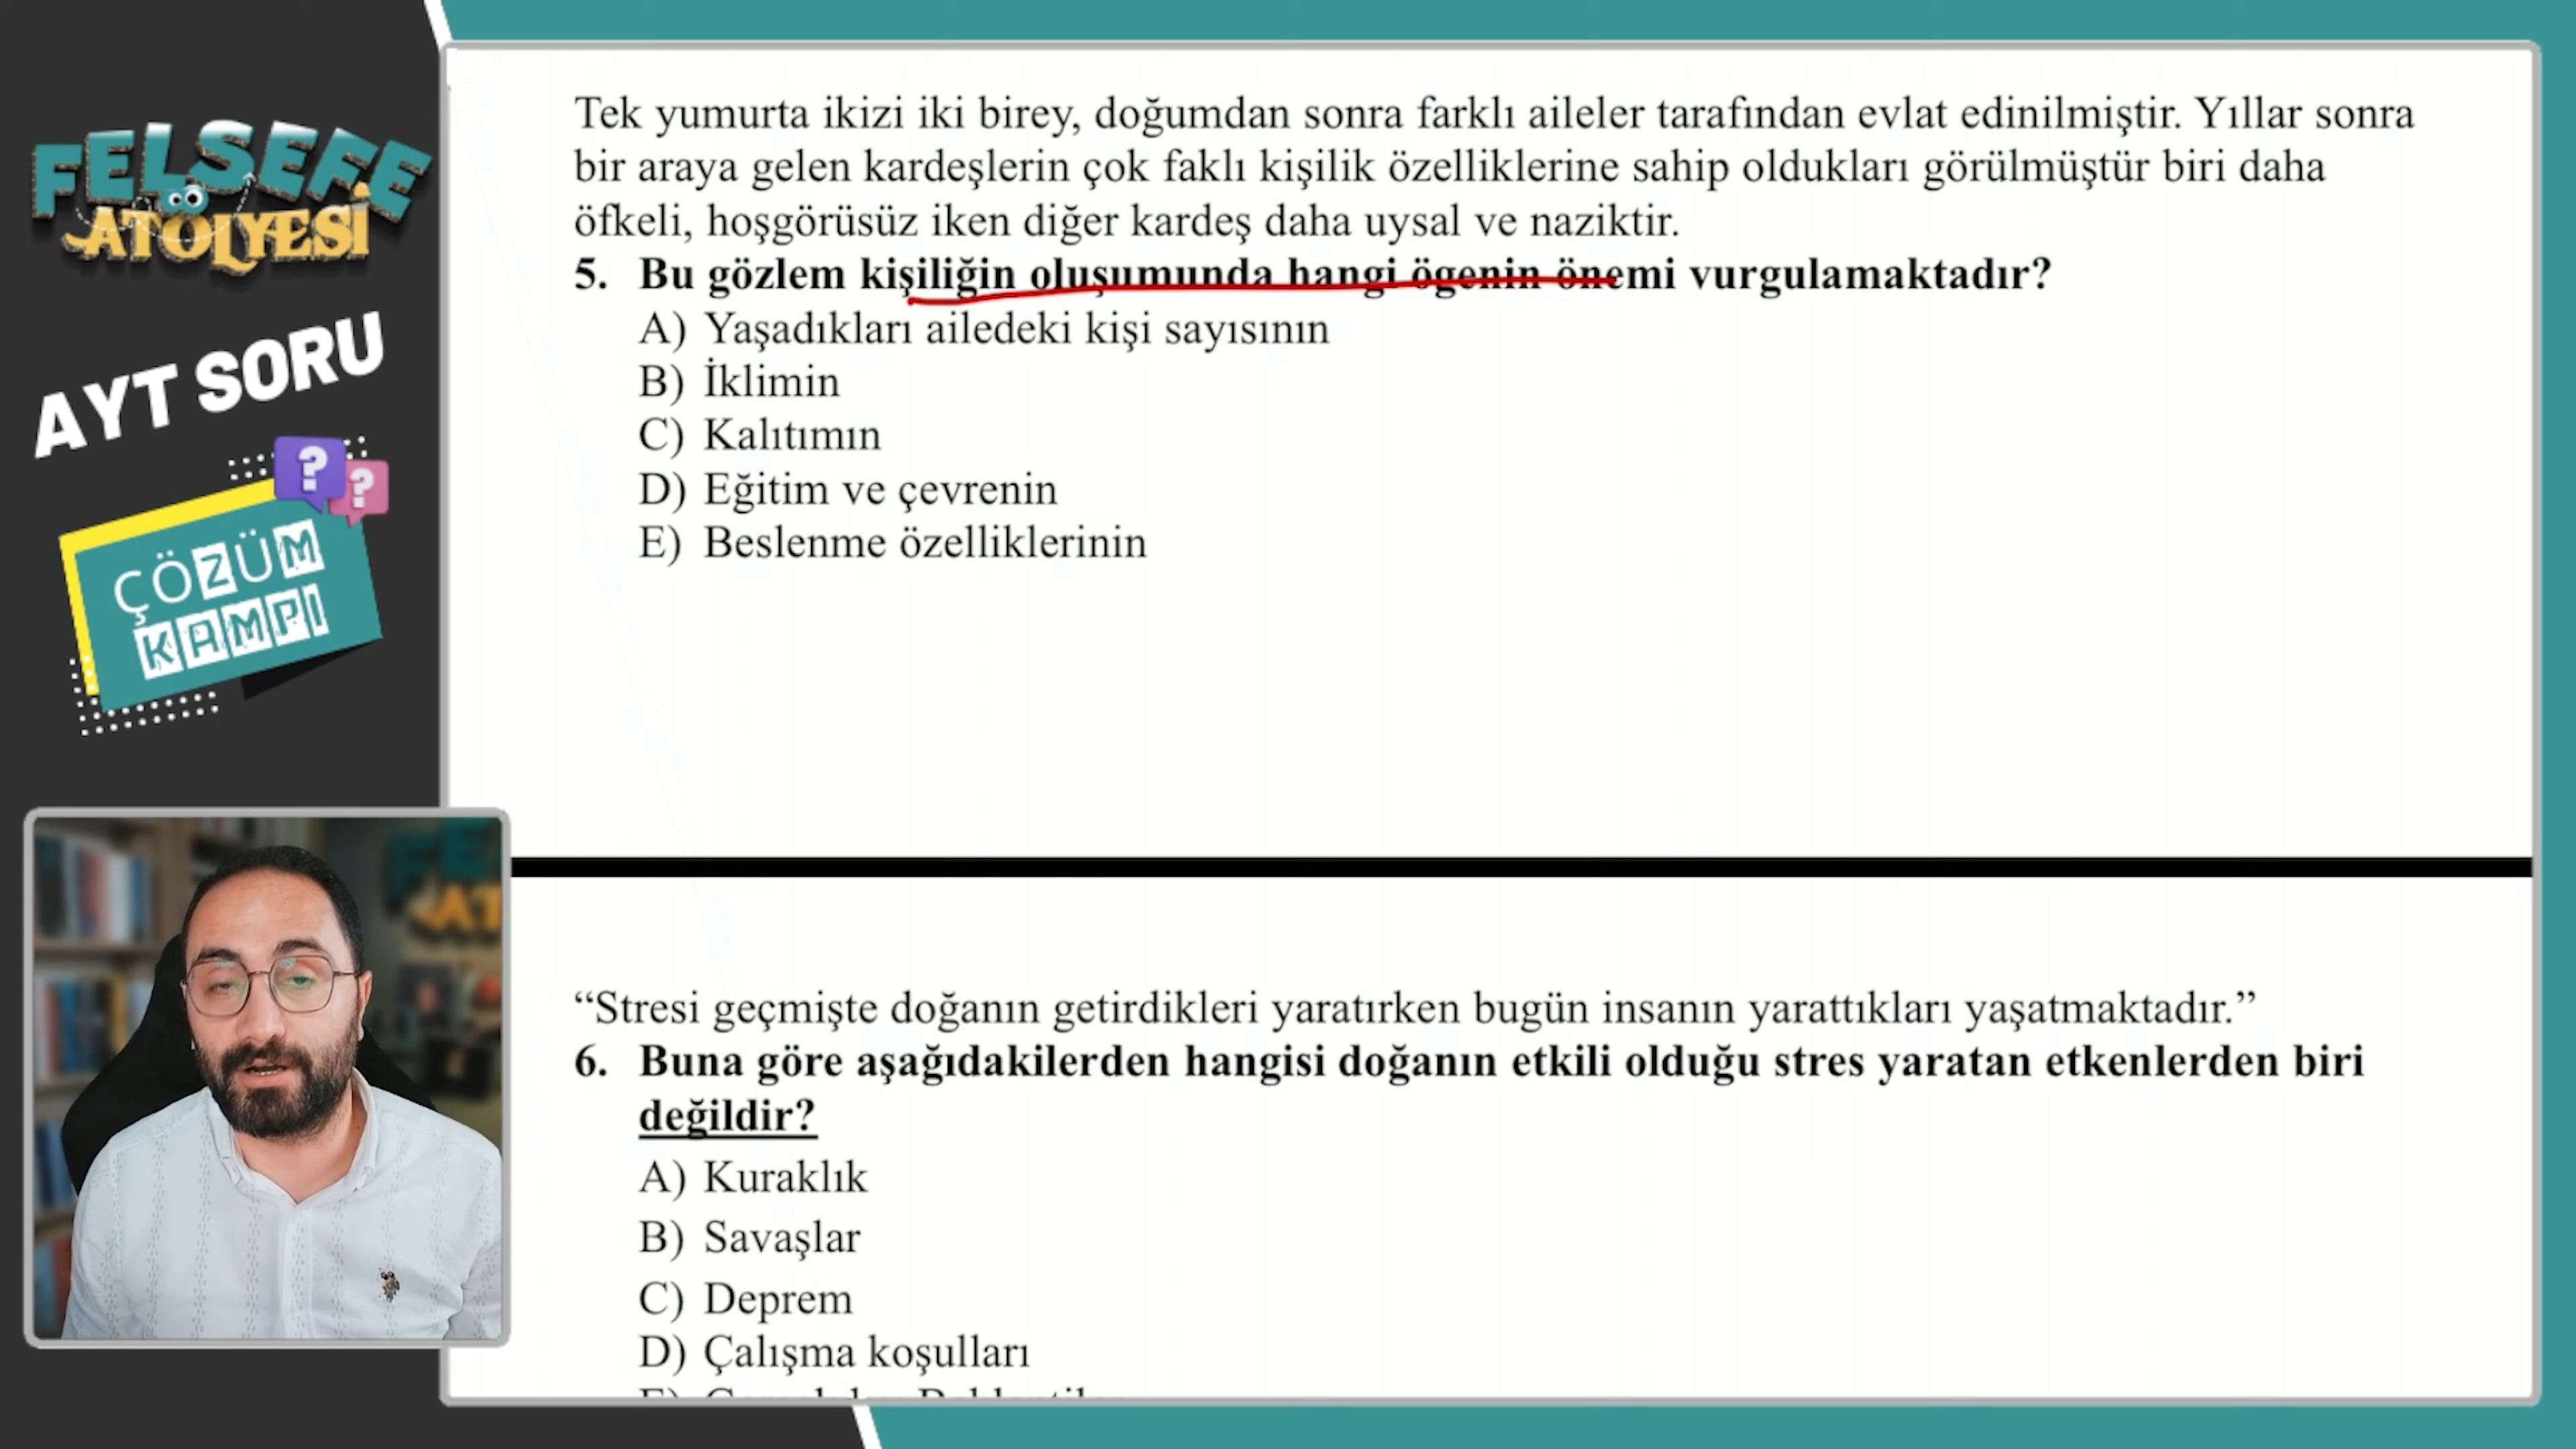 FELSEFE
ATÖLYESİ
AYT SORU
? ?
ÇÖZÜM
KAMPI
Tek yumurta ikizi iki birey, doğumdan sonra farklı aileler tarafından evlat edinilmiştir. Yıllar sonra
bir araya gelen kardeşlerin çok faklı kişilik özelliklerine sahip oldukları görülmüştür biri daha
öfkeli, hoşgörüsüz iken diğer kardeş daha uysal ve naziktir.
5. Bu gözlem kişiliğin oluşumunda hangi ögenin önemi vurgulamaktadır?
A) Yaşadıkları ailedeki kişi sayısının
B) İklimin
C) Kalıtımın
D) Eğitim ve çevrenin
E) Beslenme özelliklerinin
“Stresi geçmişte doğanın getirdikleri yaratırken bugün insanın yarattıkları yaşatmaktadır.”
6. Buna göre aşağıdakilerden hangisi doğanın etkili olduğu stres yaratan etkenlerden biri
değildir?
A) Kuraklık
B) Savaşlar
C) Deprem
D) Çalışma koşulları